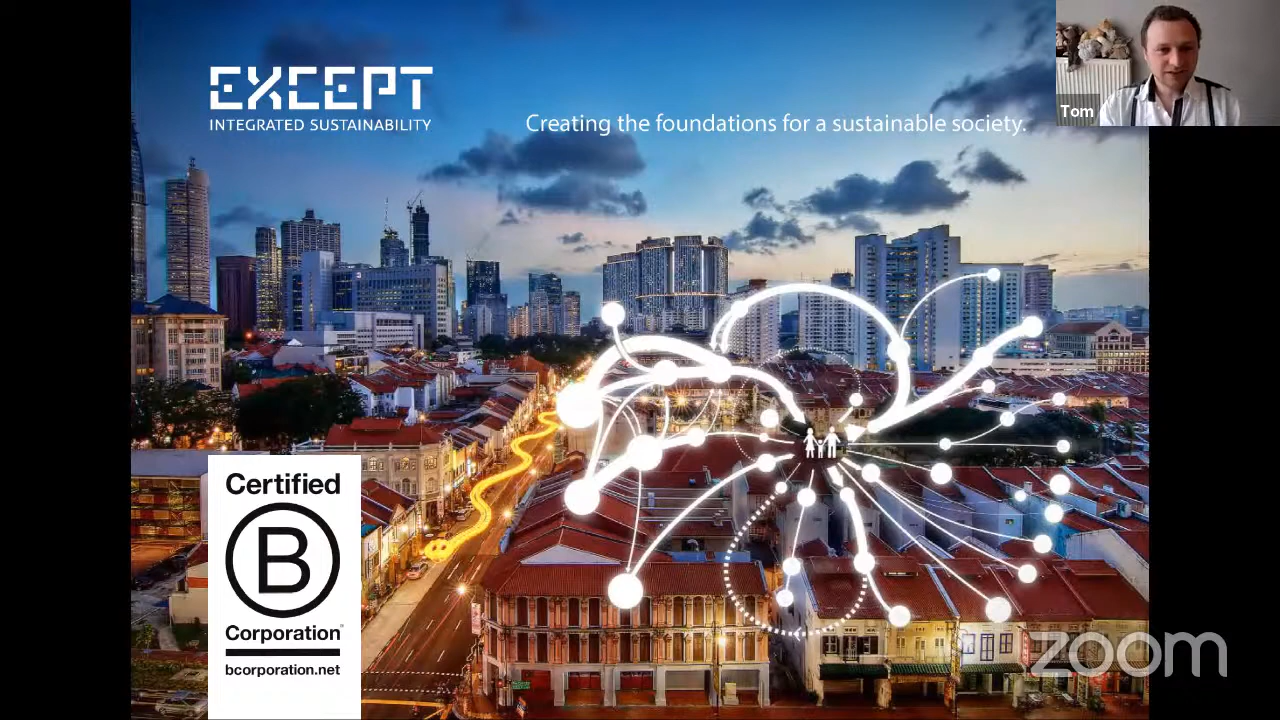 EXCEPT
INTEGRATED SUSTAINABILITY
Creating the foundations for a sustainable society.
Tom
Certified
B
Corporation
bcorporation.net
zoom